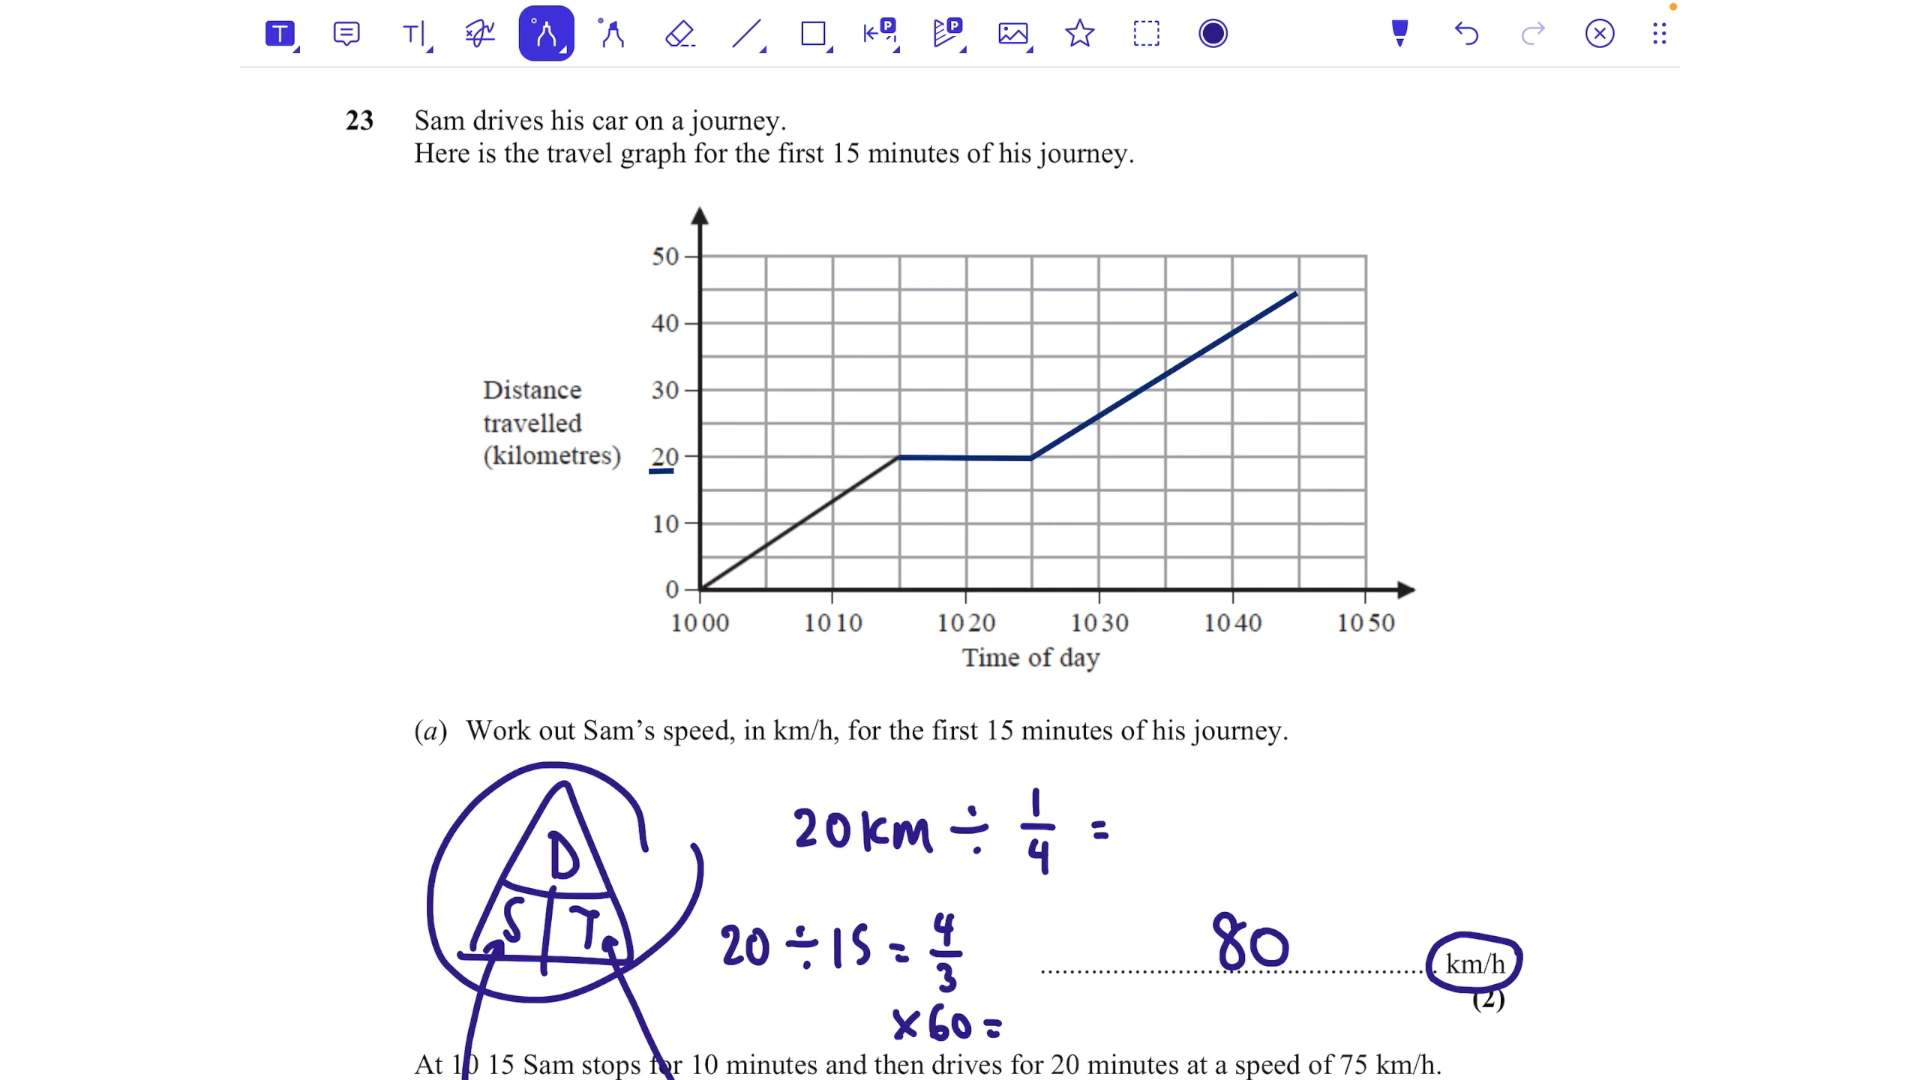 23 Sam drives his car on a journey.
Here is the travel graph for the first 15 minutes of his journey.
50
40
30
20
10
0
Distance
travelled
(kilometres)
10 00 10 10 10 20 10 30 10 40 10 50
Time of day
(a) Work out Sam's speed, in km/h, for the first 15 minutes of his journey.
D
S T
20km ÷ 1/4 =
20 ÷ 15 = 4/3
×60=
80
km/h
(2)
At 10 15 Sam stops for 10 minutes and then drives for 20 minutes at a speed of 75 km/h.